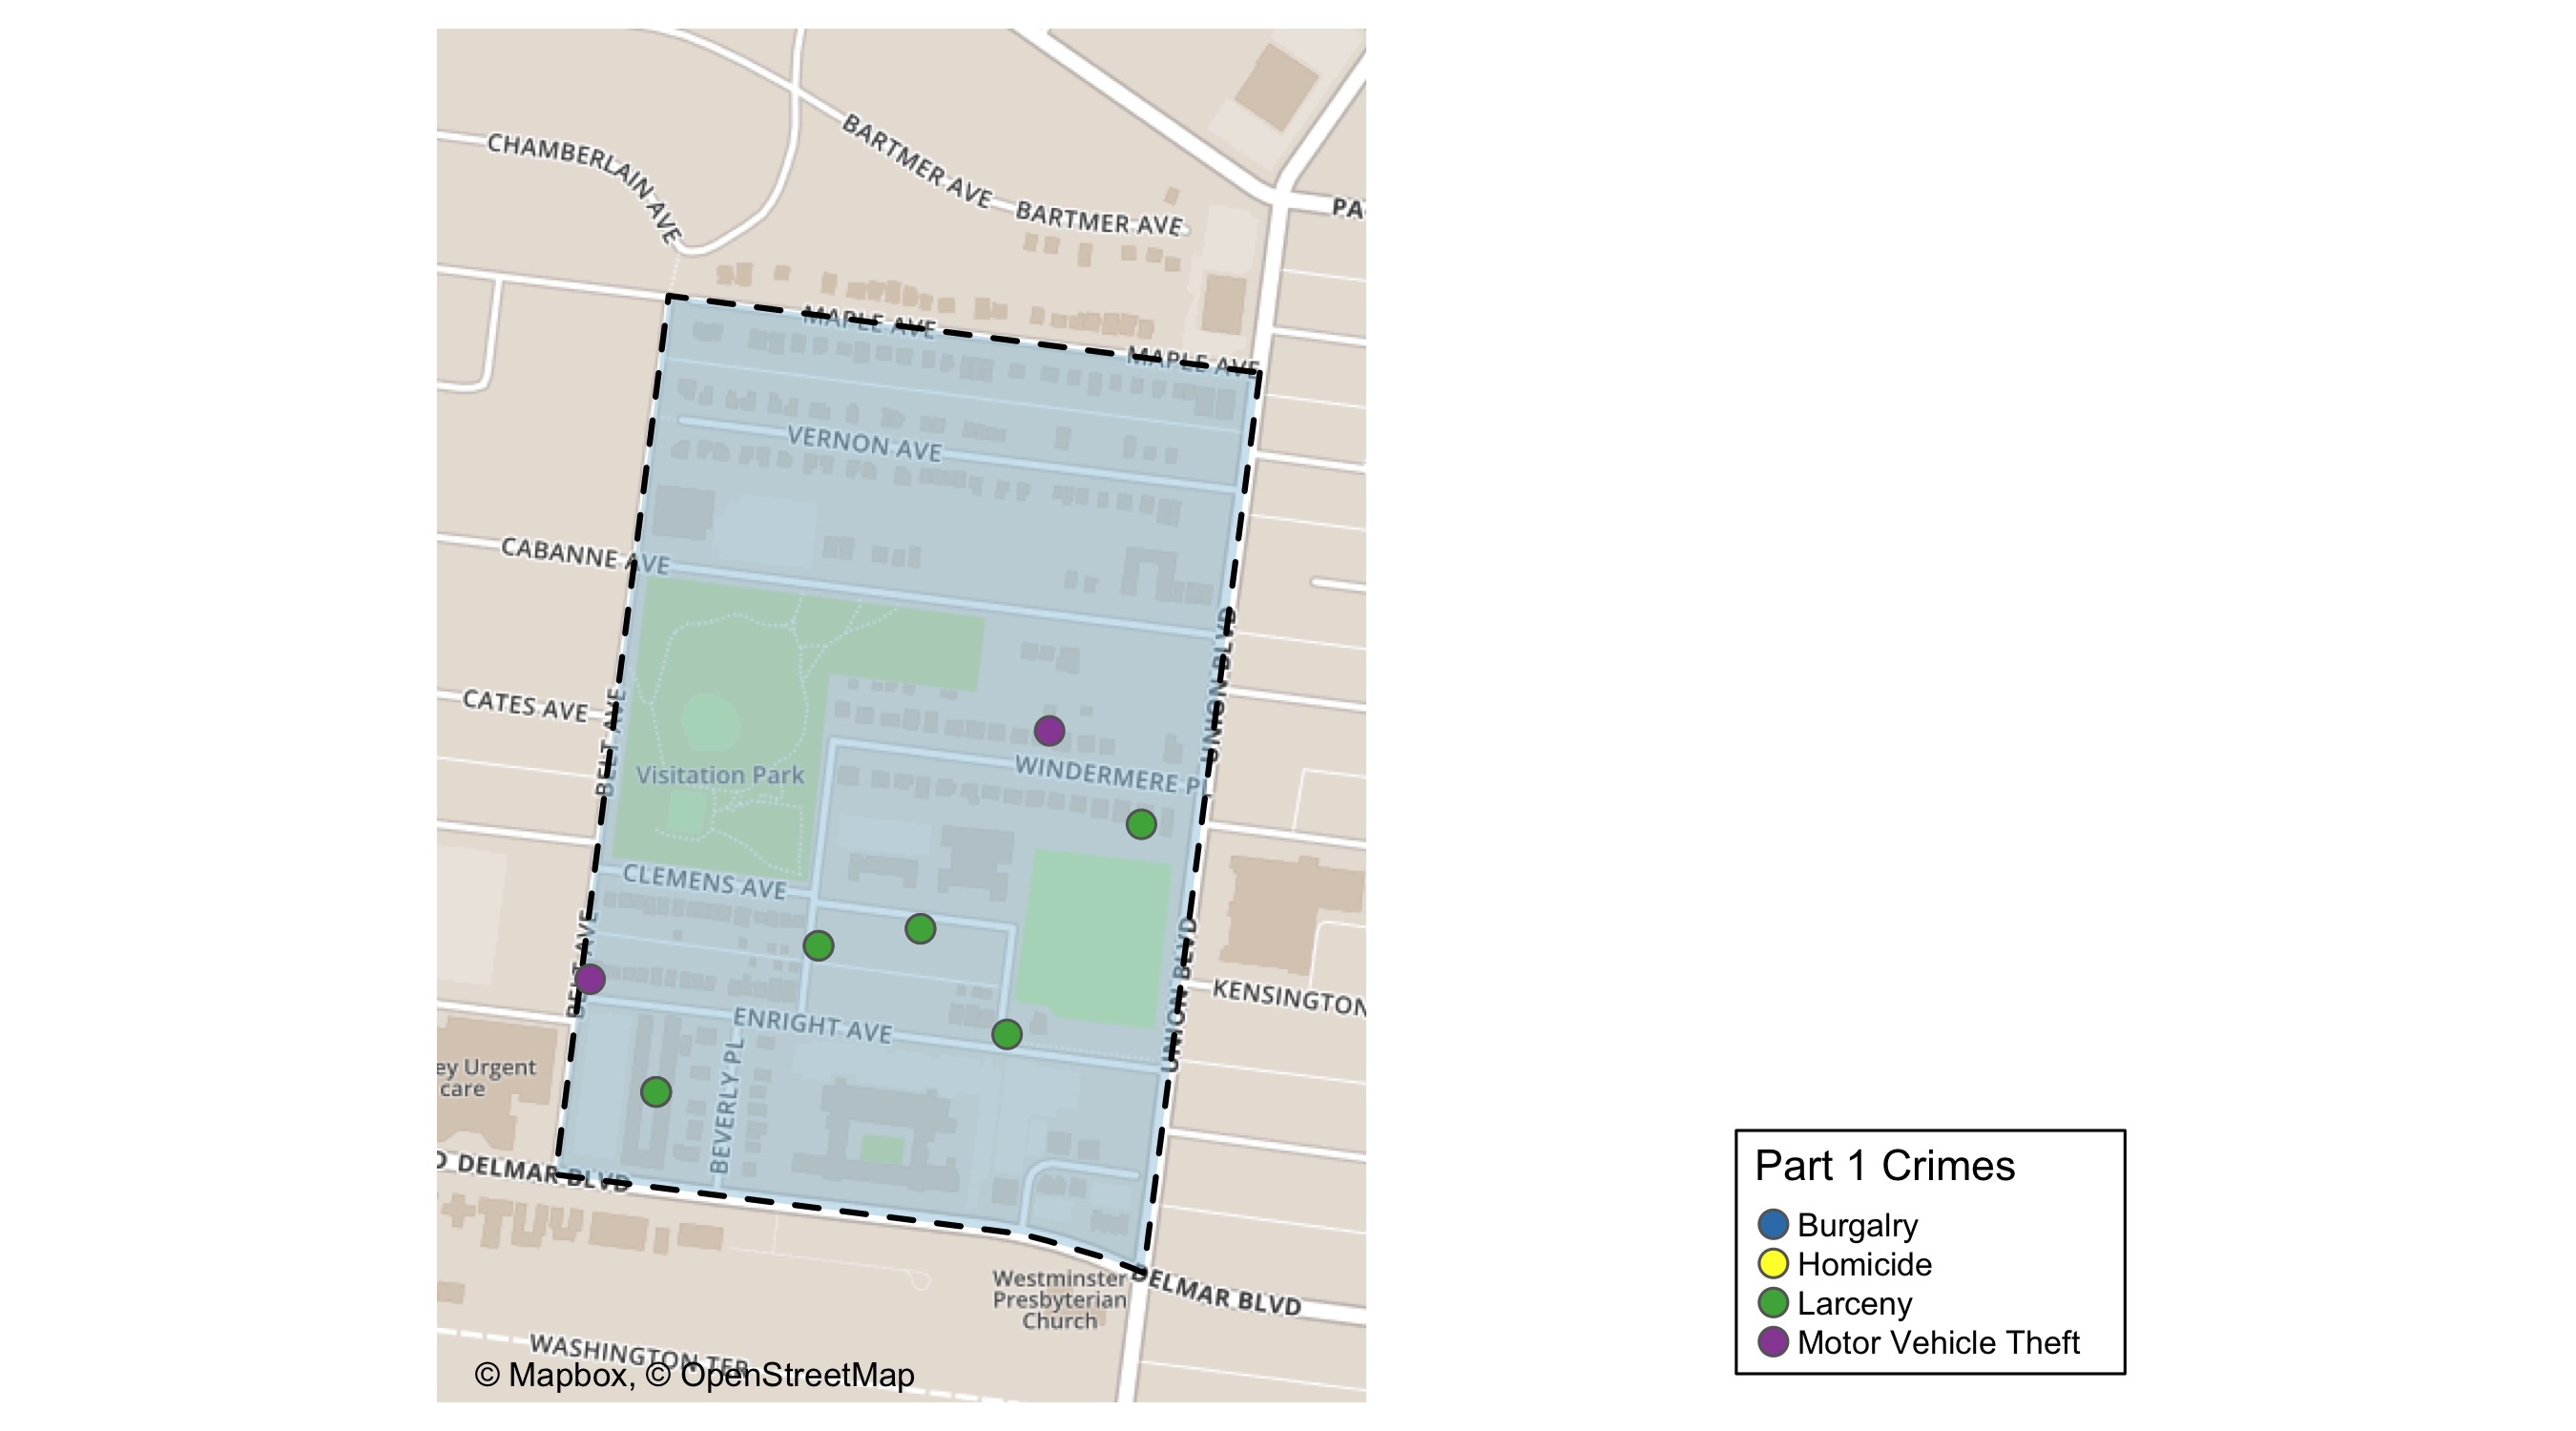 CHAMBERLAIN AVE
BARTMER AVE
BARTMER AVE
MAPLE AVE
MAPLE AVE
VERNON AVE
CABANNE AVE
UNION BLVD
CATES AVE
BELT AVE
UNION BLVD
Visitation Park
WINDERMERE
CLEMENS AVE
BELT AVE
KENSINGTON
ENRIGHT AVE
BEVERLY PL
ey Urgent
care
DELMAR BLVD
Westminster
Presbyterian
Church
DELMAR BLVD
WASHINGTON TER
© Mapbox, © OpenStreetMap
Part 1 Crimes
Burgalry
Homicide
Larceny
Motor Vehicle Theft